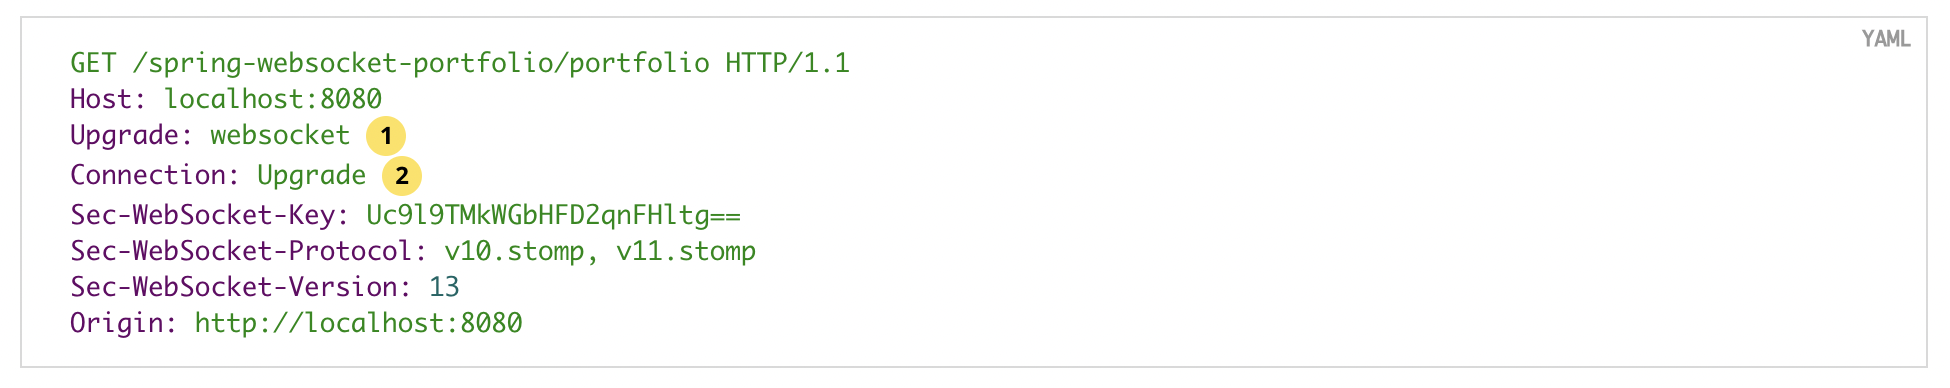 YAML
GET /spring-websocket-portfolio/portfolio HTTP/1.1
Host: localhost:8080
Upgrade: websocket 1
Connection: Upgrade 2
Sec-WebSocket-Key: Uc9l9TMkWGbHFD2qnFHltg==
Sec-WebSocket-Protocol: v10.stomp, v11.stomp
Sec-WebSocket-Version: 13
Origin: http://localhost:8080